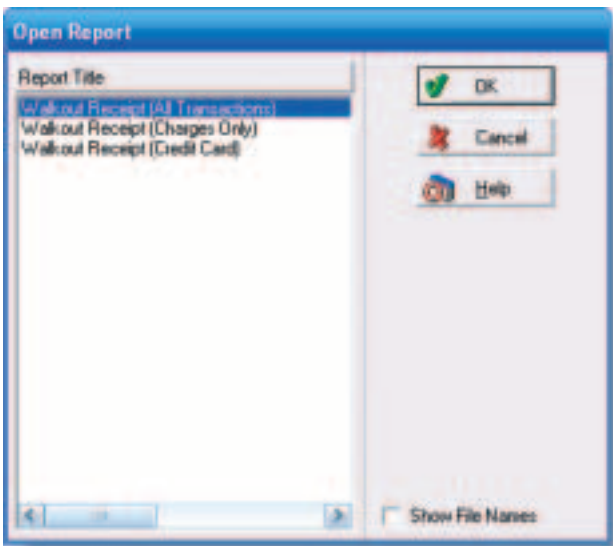 Open Report
Report Title
Walkout Receipt (All Transactions)
Walkout Receipt (Charges Only)
Walkout Receipt (Credit Card)
OK
Cancel
Help
Show File Names